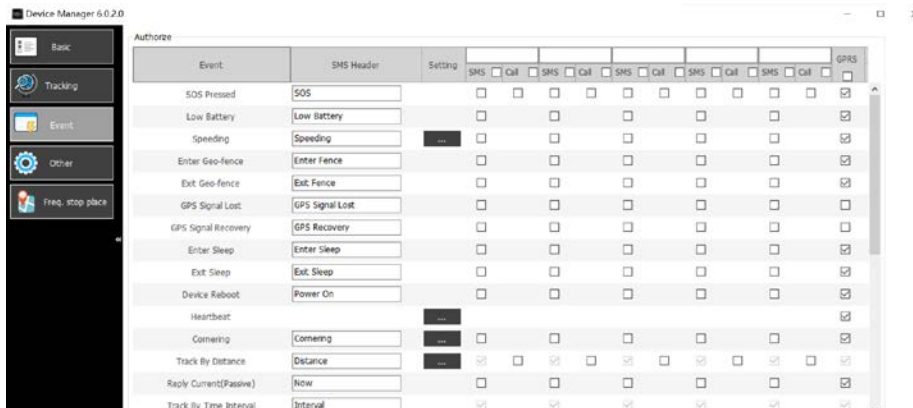 Device Manager 6.0.2.0
Basic
Tracking
Event
Other
Freq. stop place
«
Authorize
Event SMS Header Setting SMS Call SMS Call SMS Call SMS Call SMS Call GPRS
SOS Pressed SOS
Low Battery Low Battery
Speeding Speeding ...
Enter Geo-fence Enter Fence
Exit Geo-fence Exit Fence
GPS Signal Lost GPS Signal Lost
GPS Signal Recovery GPS Recovery
Enter Sleep Enter Sleep
Exit Sleep Exit Sleep
Device Reboot Power On
Heartbeat ...
Cornering Cornering ...
Track By Distance Distance ...
Reply Current(Passive) Now
Track By Time Interval Interval